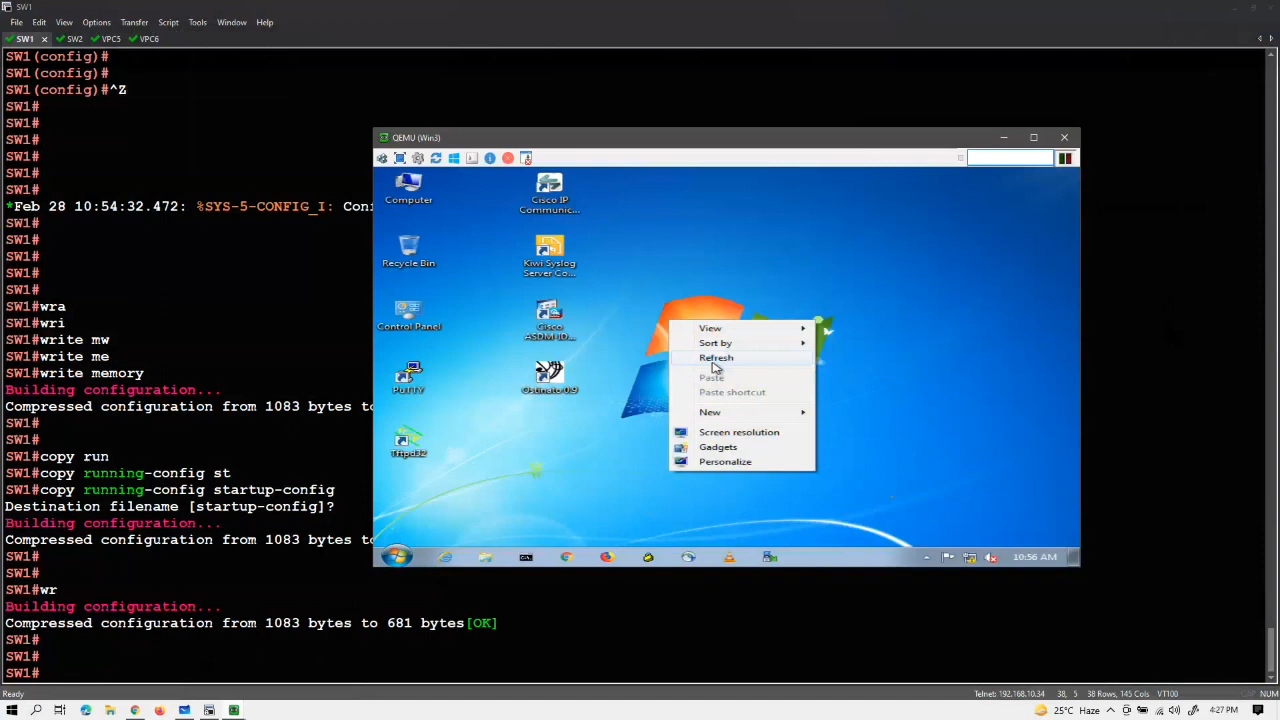 SW1
File Edit View Options Transfer Script Tools Window Help
SW1 SW2 VPC5 VPC6
SW1(config)#
SW1(config)#
SW1(config)#^Z
SW1#
SW1#
SW1#
SW1#
SW1#
SW1#
*Feb 28 10:54:32.472: %SYS-5-CONFIG_I: Conf
SW1#
SW1#
SW1#
SW1#
SW1#
SW1#wra
SW1#wri
SW1#write mw
SW1#write me
SW1#write memory
Building configuration...
Compressed configuration from 1083 bytes to
SW1#
SW1#
SW1#copy run
SW1#copy running-config st
SW1#copy running-config startup-config
Destination filename [startup-config]?
Building configuration...
Compressed configuration from 1083 bytes to
SW1#
SW1#
SW1#wr
Building configuration...
Compressed configuration from 1083 bytes to 681 bytes[OK]
SW1#
SW1#
SW1#
QEMU (Win3)
Computer
Cisco IP
Communic...
Recycle Bin
Kiwi Syslog
Server Co...
Control Panel
Cisco
ASDM-ID...
PuTTY
Ostinato 0.9
Tftpd32
View
Sort by
Refresh
Paste
Paste shortcut
New
Screen resolution
Gadgets
Personalize
10:56 AM
Ready
Telnet: 192.168.10.34 38, 5 38 Rows, 145 Cols VT100 CAP NUM
25°C Haze 4:27 PM